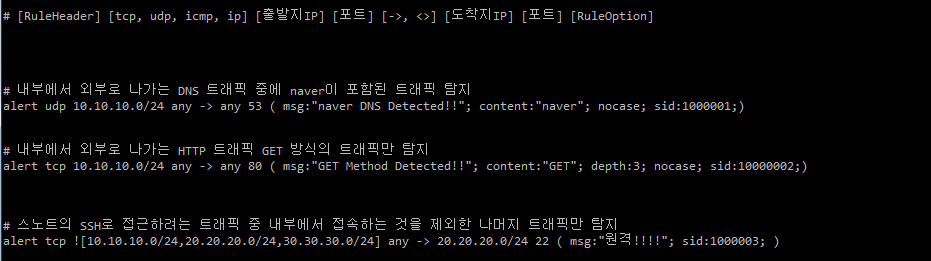 # [RuleHeader] [tcp, udp, icmp, ip] [출발지IP] [포트] [->, <>] [도착지IP] [포트] [RuleOption]
# 내부에서 외부로 나가는 DNS 트래픽 중에 naver이 포함된 트래픽 탐지
alert udp 10.10.10.0/24 any -> any 53 ( msg:"naver DNS Detected!!"; content:"naver"; nocase; sid:1000001;)
# 내부에서 외부로 나가는 HTTP 트래픽 GET 방식의 트래픽만 탐지
alert tcp 10.10.10.0/24 any -> any 80 ( msg:"GET Method Detected!!"; content:"GET"; depth:3; nocase; sid:10000002;)
# 스노트의 SSH로 접근하려는 트래픽 중 내부에서 접속하는 것을 제외한 나머지 트래픽만 탐지
alert tcp ![10.10.10.0/24,20.20.20.0/24,30.30.30.0/24] any -> 20.20.20.0/24 22 ( msg:"원격!!!!"; sid:1000003; )